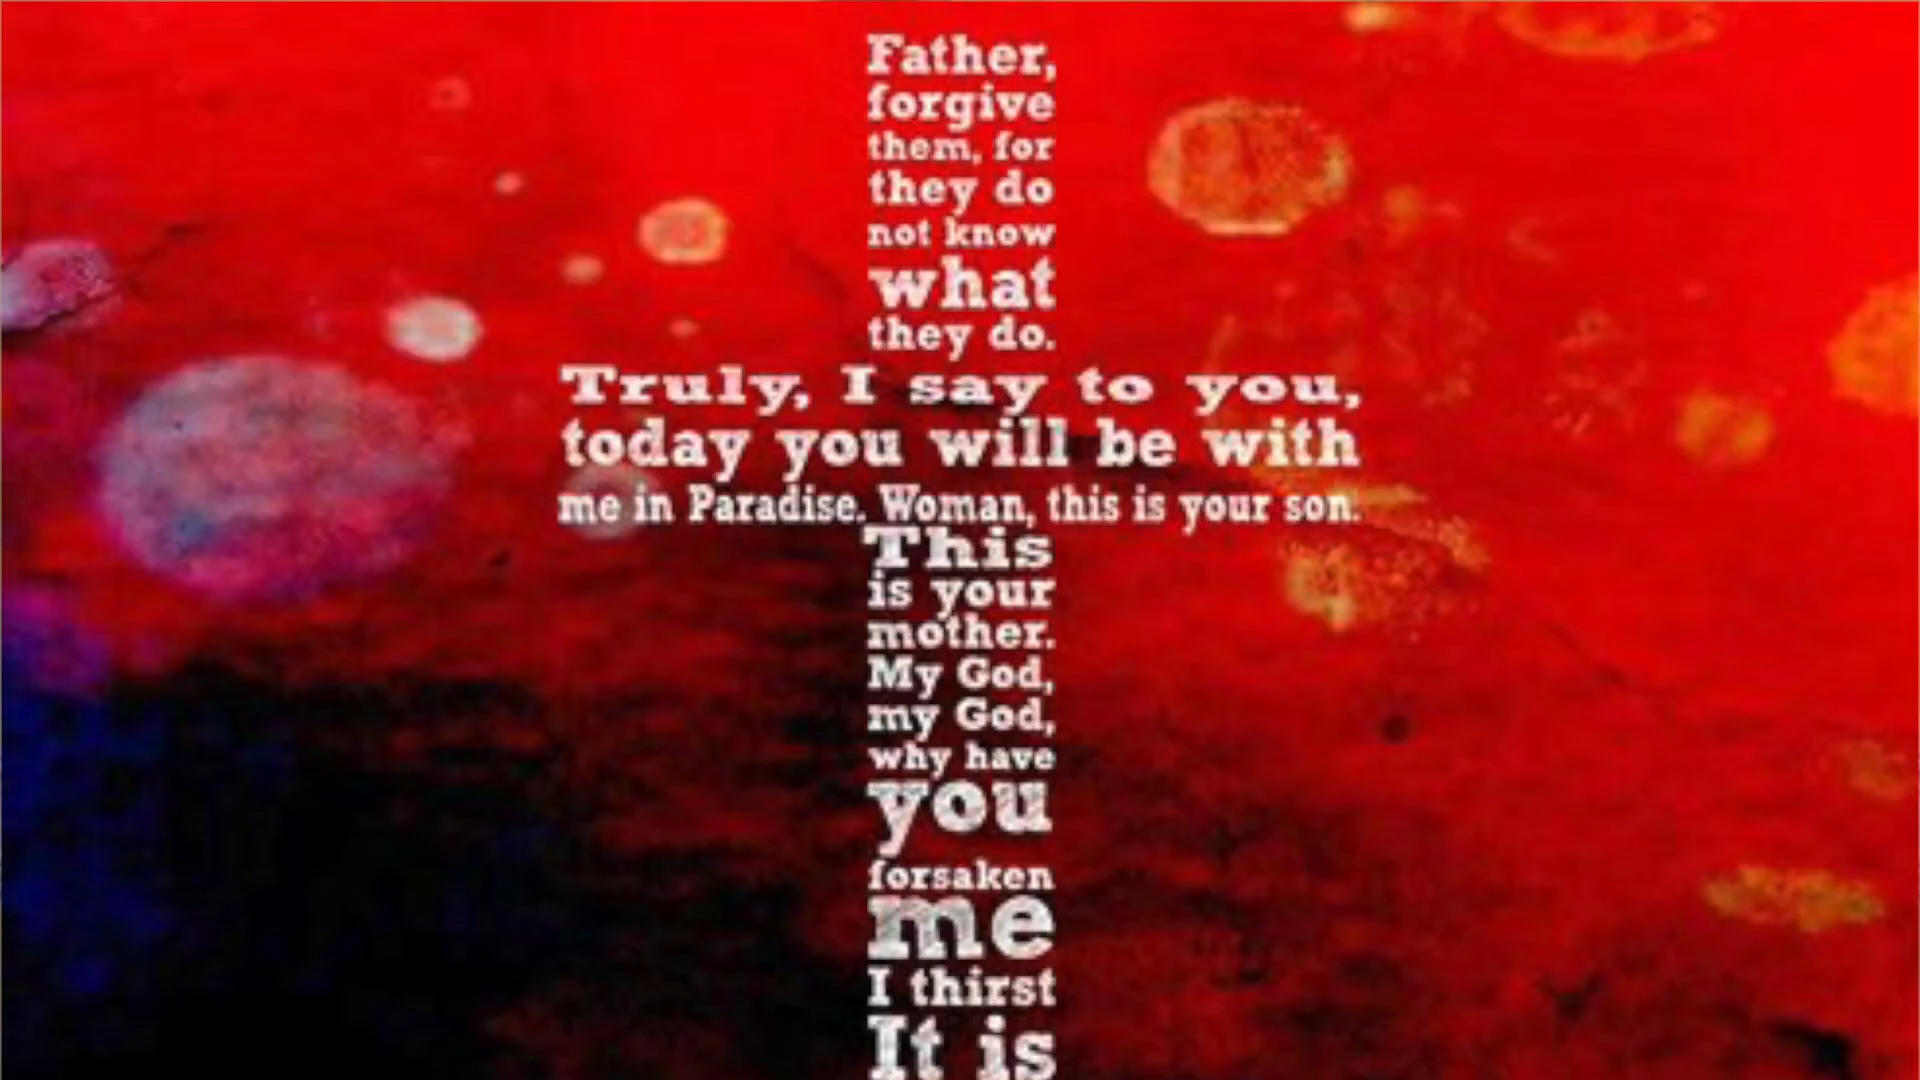 Father,
forgive
them, for
they do
not know
what
they do.
Truly, I say to you,
today you will be with
me in Paradise. Woman, this is your son.
This
is your
mother.
My God,
my God,
why have
you
forsaken
me
I thirst
It is